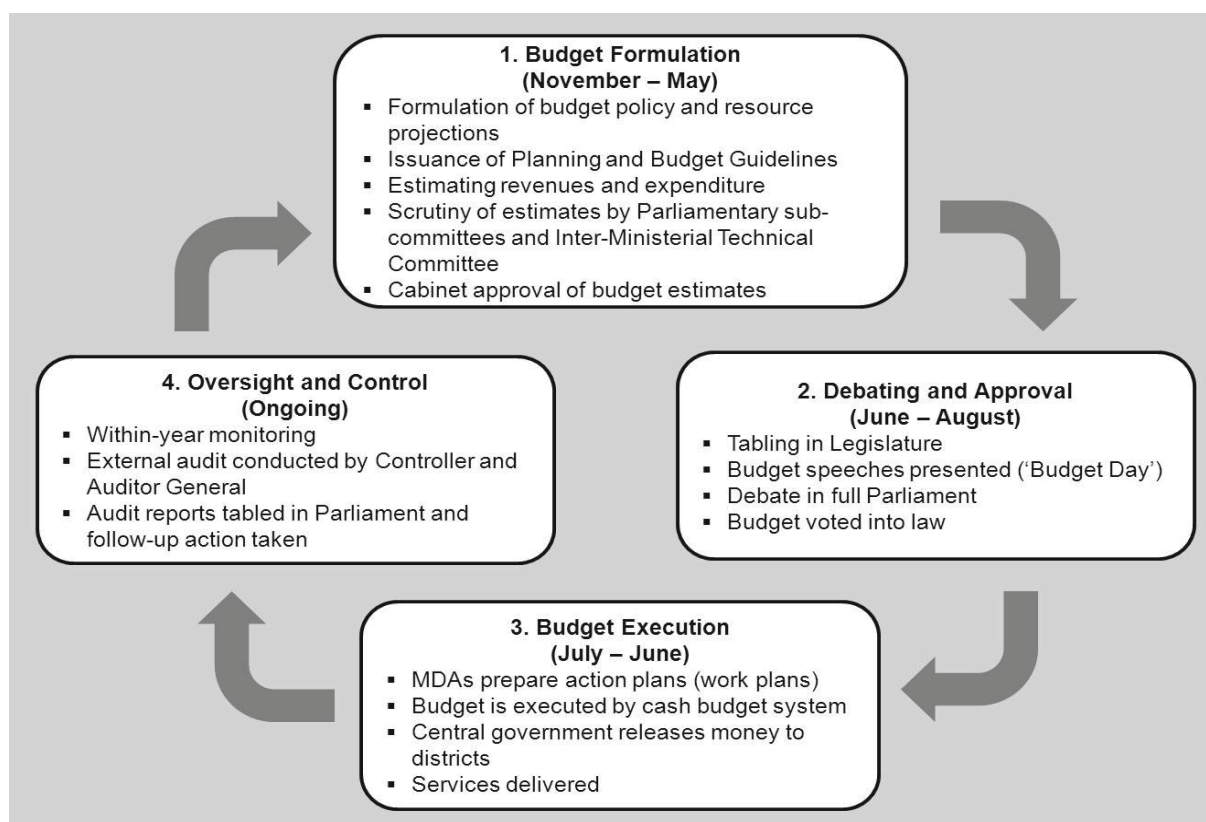 1. Budget Formulation
(November – May)
▪ Formulation of budget policy and resource
projections
▪ Issuance of Planning and Budget Guidelines
▪ Estimating revenues and expenditure
▪ Scrutiny of estimates by Parliamentary sub-
committees and Inter-Ministerial Technical
Committee
▪ Cabinet approval of budget estimates
2. Debating and Approval
(June – August)
▪ Tabling in Legislature
▪ Budget speeches presented (‘Budget Day’)
▪ Debate in full Parliament
▪ Budget voted into law
3. Budget Execution
(July – June)
▪ MDAs prepare action plans (work plans)
▪ Budget is executed by cash budget system
▪ Central government releases money to
districts
▪ Services delivered
4. Oversight and Control
(Ongoing)
▪ Within-year monitoring
▪ External audit conducted by Controller and
Auditor General
▪ Audit reports tabled in Parliament and
follow-up action taken